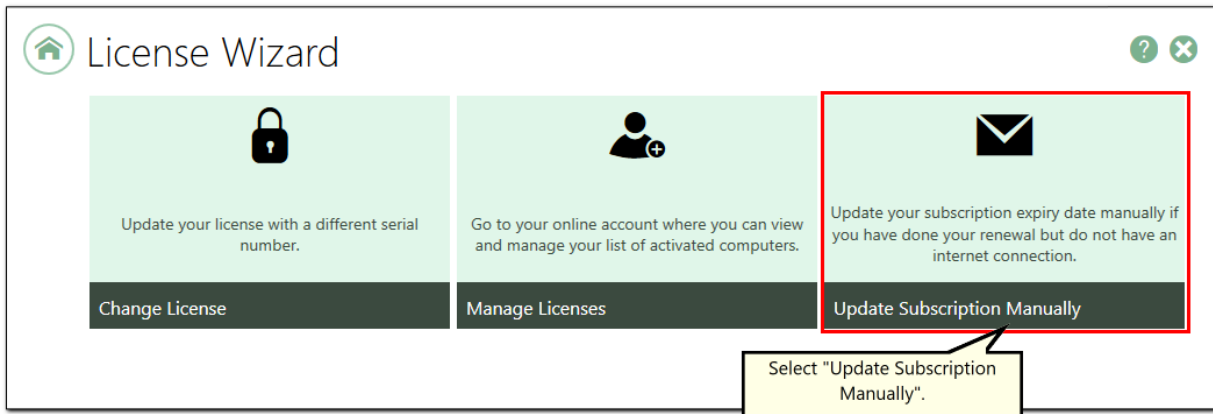 License Wizard
Update your license with a different serial
number.
Change License
Go to your online account where you can view
and manage your list of activated computers.
Manage Licenses
Update your subscription expiry date manually if
you have done your renewal but do not have an
internet connection.
Update Subscription Manually
Select "Update Subscription
Manually".